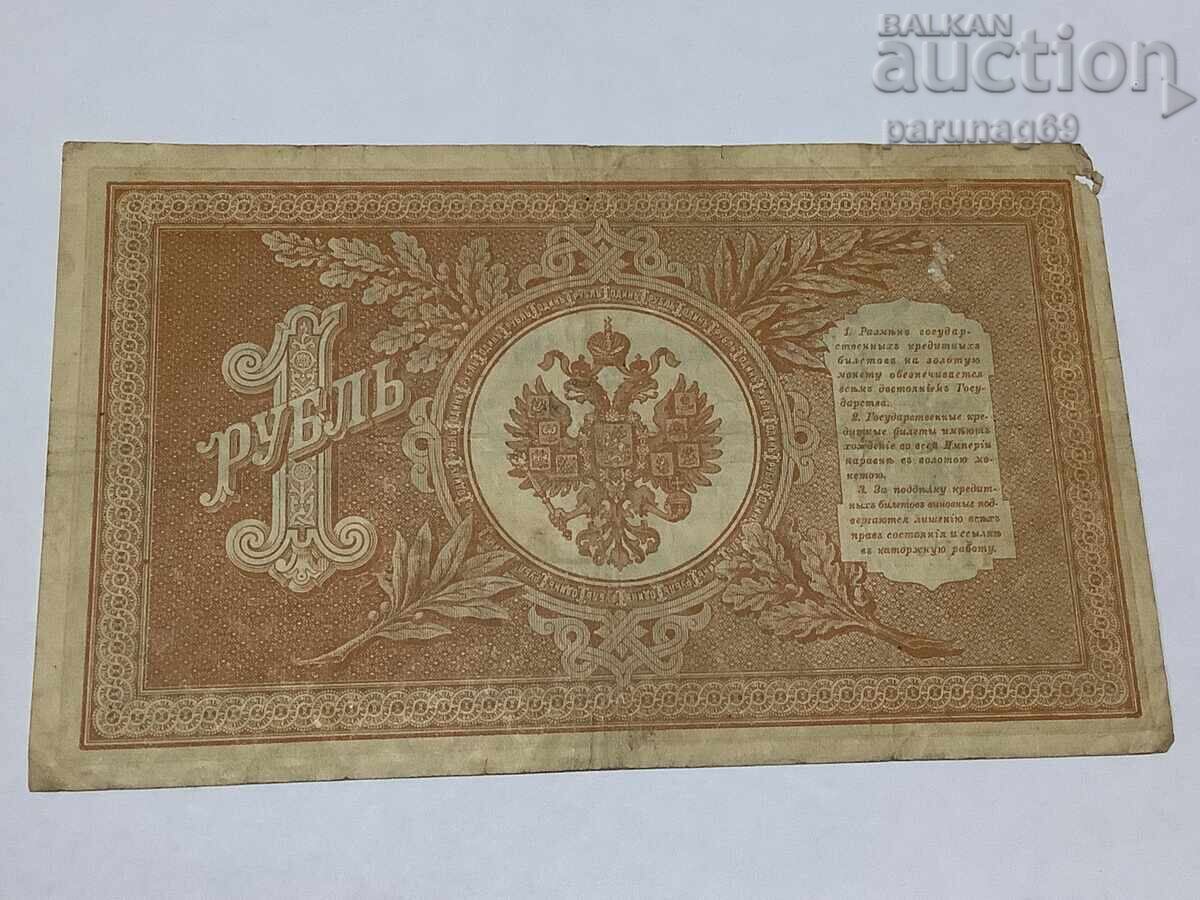 BALKAN
auction
parunag69
1
РУБЛЬ
1. Размѣнъ государ-
ственныхъ кредитныхъ
билетовъ на золотую
монету обезпечивается
всѣмъ достояніемъ Госу-
дарства.
2. Государственные кре-
дитные билеты имѣютъ
хожденіе во всей Имперіи
наравнѣ съ золотою мо-
нетою.
3. За поддѣлку кредит-
ныхъ билетовъ виновные под-
вергаются лишенію всѣхъ
правъ состоянія и ссылкѣ
въ каторжную работу.